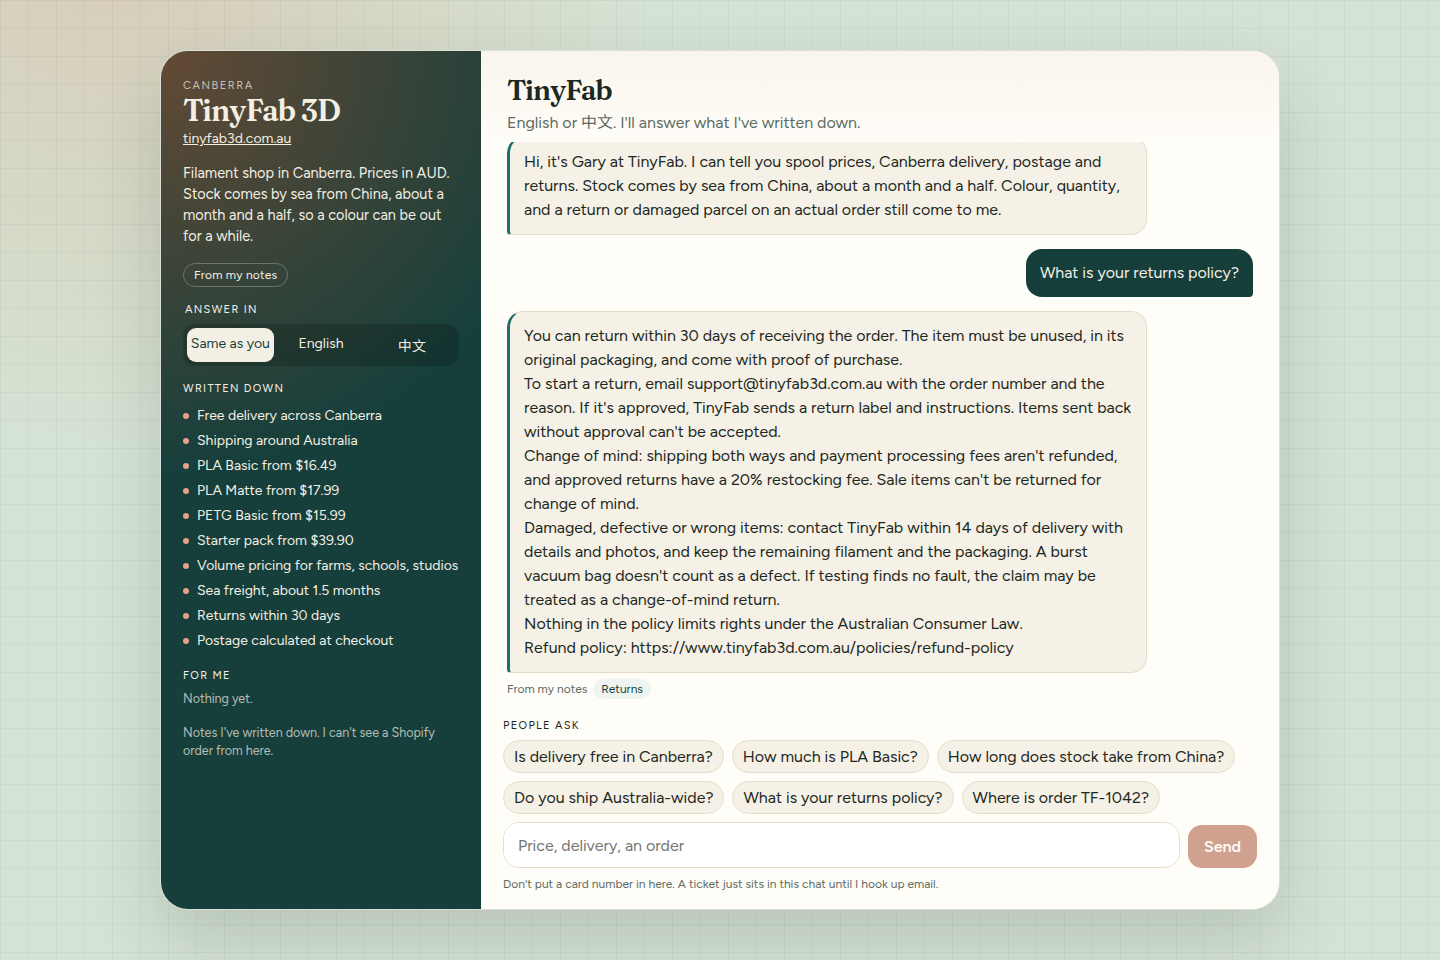 CANBERRA
TinyFab 3D
tinyfab3d.com.au
Filament shop in Canberra. Prices in AUD.
Stock comes by sea from China, about a
month and a half, so a colour can be out
for a while.
From my notes
ANSWER IN
Same as you English 中文
WRITTEN DOWN
Free delivery across Canberra
Shipping around Australia
PLA Basic from $16.49
PLA Matte from $17.99
PETG Basic from $15.99
Starter pack from $39.90
Volume pricing for farms, schools, studios
Sea freight, about 1.5 months
Returns within 30 days
Postage calculated at checkout
FOR ME
Nothing yet.
Notes I've written down. I can't see a Shopify
order from here.
TinyFab
English or 中文. I'll answer what I've written down.
Hi, it's Gary at TinyFab. I can tell you spool prices, Canberra delivery, postage and
returns. Stock comes by sea from China, about a month and a half. Colour, quantity,
and a return or damaged parcel on an actual order still come to me.
What is your returns policy?
You can return within 30 days of receiving the order. The item must be unused, in its
original packaging, and come with proof of purchase.
To start a return, email support@tinyfab3d.com.au with the order number and the
reason. If it's approved, TinyFab sends a return label and instructions. Items sent back
without approval can't be accepted.
Change of mind: shipping both ways and payment processing fees aren't refunded,
and approved returns have a 20% restocking fee. Sale items can't be returned for
change of mind.
Damaged, defective or wrong items: contact TinyFab within 14 days of delivery with
details and photos, and keep the remaining filament and the packaging. A burst
vacuum bag doesn't count as a defect. If testing finds no fault, the claim may be
treated as a change-of-mind return.
Nothing in the policy limits rights under the Australian Consumer Law.
Refund policy: https://www.tinyfab3d.com.au/policies/refund-policy
From my notes Returns
PEOPLE ASK
Is delivery free in Canberra? How much is PLA Basic? How long does stock take from China?
Do you ship Australia-wide? What is your returns policy? Where is order TF-1042?
Price, delivery, an order Send
Don't put a card number in here. A ticket just sits in this chat until I hook up email.